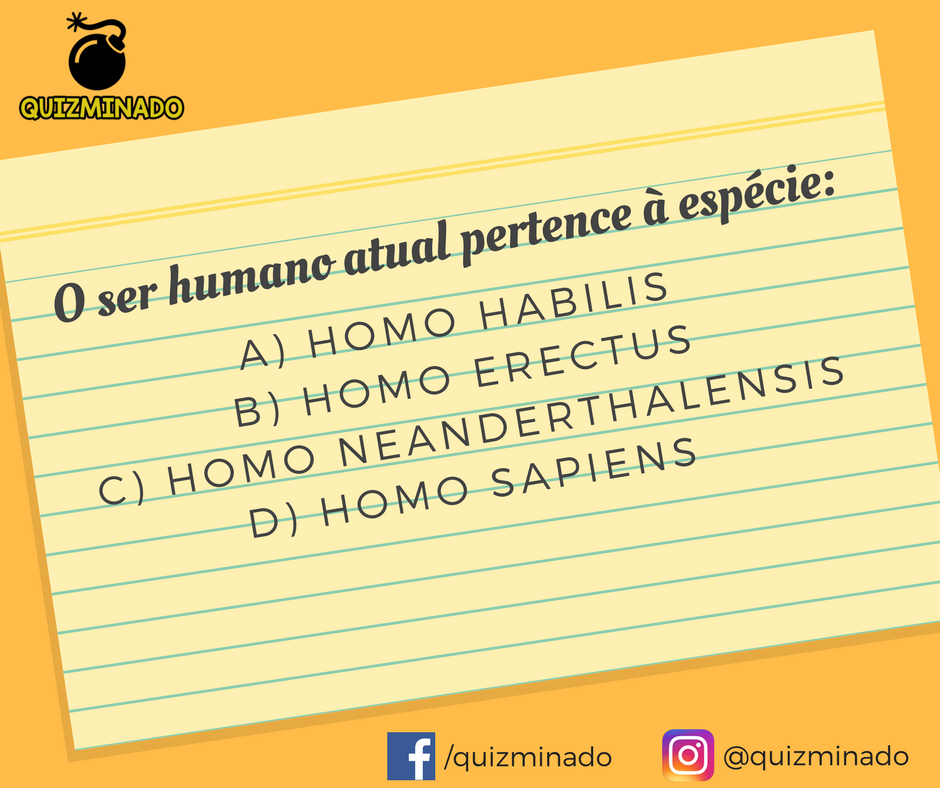 QUIZMINADO
O ser humano atual pertence à espécie:
A) HOMO HABILIS
B) HOMO ERECTUS
C) HOMO NEANDERTHALENSIS
D) HOMO SAPIENS
/quizminado
@quizminado